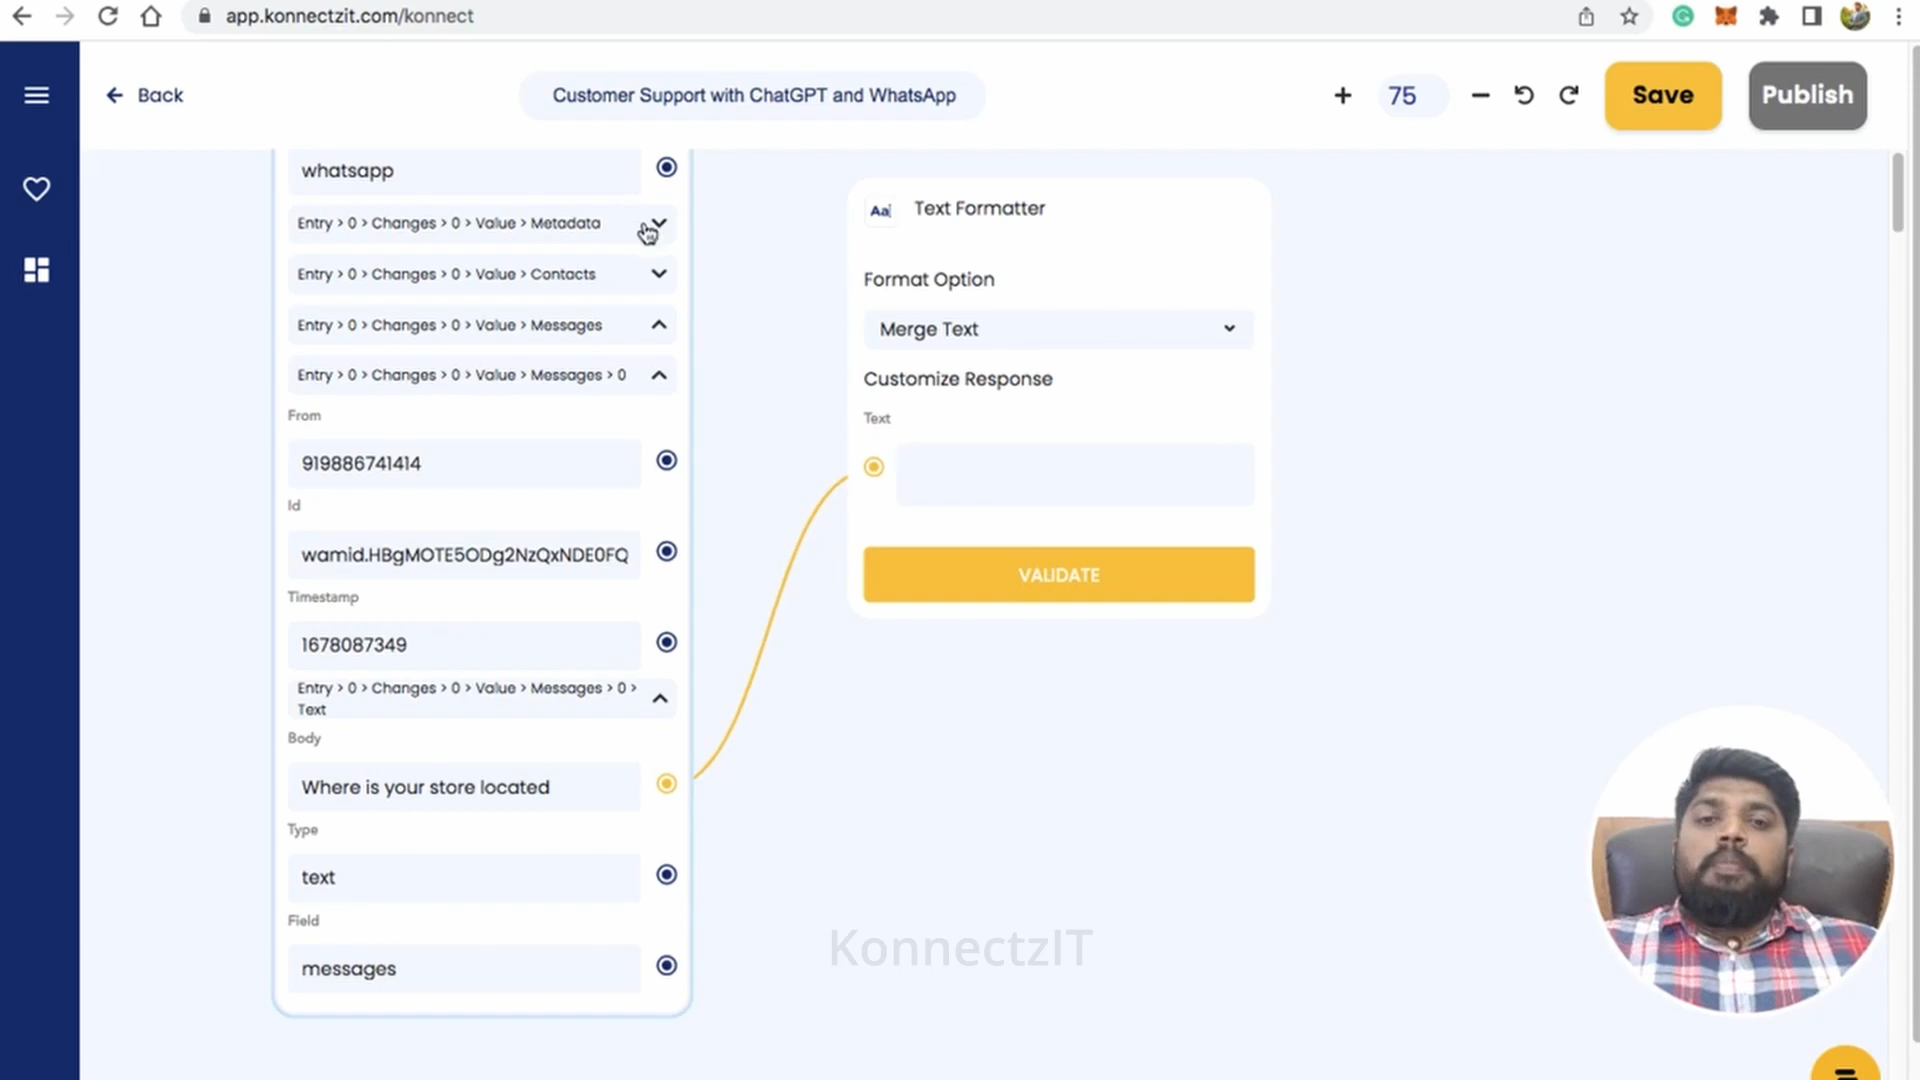 app.konnectzit.com/konnect
Back
Customer Support with ChatGPT and WhatsApp
75
Save
Publish
whatsapp
Entry > 0 > Changes > 0 > Value > Metadata
Entry > 0 > Changes > 0 > Value > Contacts
Entry > 0 > Changes > 0 > Value > Messages
Entry > 0 > Changes > 0 > Value > Messages > 0
From
919886741414
Id
wamid.HBgMOTE5ODg2NzQxNDE0FQ
Timestamp
1678087349
Entry > 0 > Changes > 0 > Value > Messages > 0 >
Text
Body
Where is your store located
Type
text
Field
messages
Aa
Text Formatter
Format Option
Merge Text
Customize Response
Text
VALIDATE
KonnectzIT